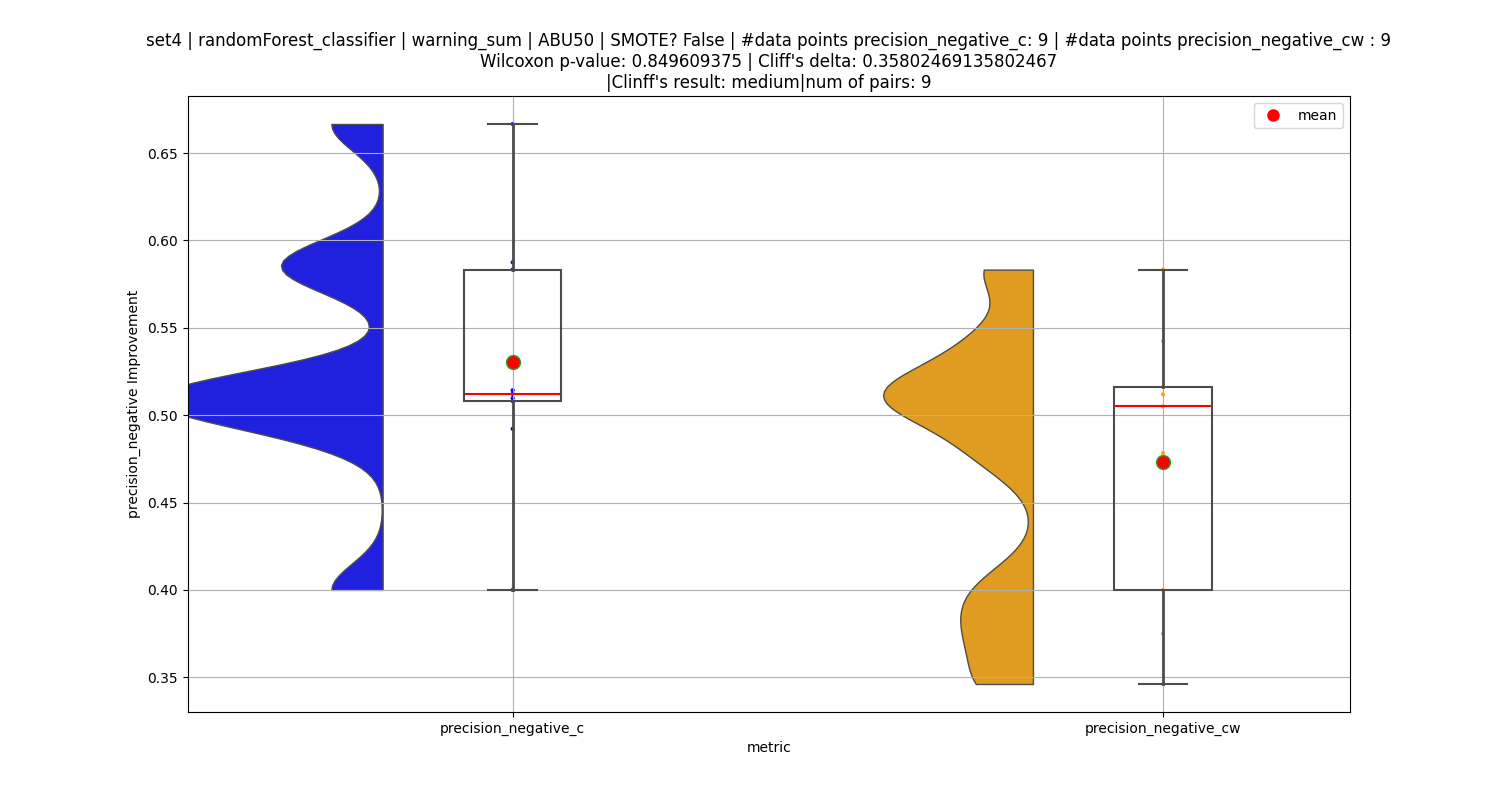 set4 | randomForest_classifier | warning_sum | ABU50 | SMOTE? False | #data points precision_negative_c: 9 | #data points precision_negative_cw : 9
Wilcoxon p-value: 0.849609375 | Cliff's delta: 0.35802469135802467
|Clinff's result: medium|num of pairs: 9
mean
0.65
0.60
0.55
0.50
0.45
0.40
0.35
precision_negative Improvement
precision_negative_c
precision_negative_cw
metric